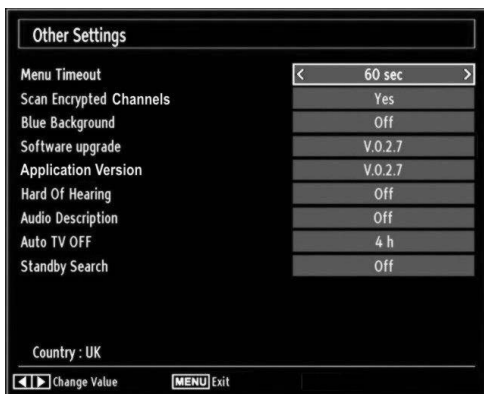 Other Settings
Menu Timeout < 60 sec >
Scan Encrypted Channels Yes
Blue Background Off
Software upgrade V.0.2.7
Application Version V.0.2.7
Hard Of Hearing Off
Audio Description Off
Auto TV OFF 4 h
Standby Search Off
Country : UK
Change Value MENU Exit